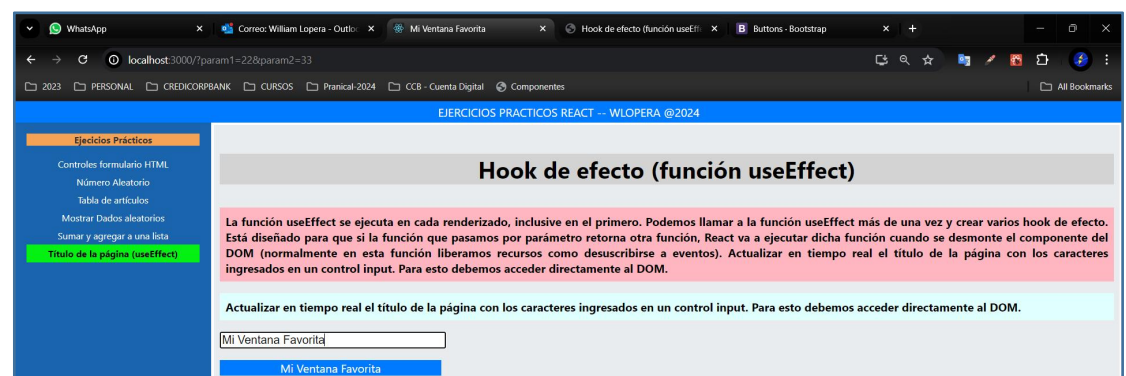 WhatsApp
Correo: William Lopera - Outloo
Mi Ventana Favorita
Hook de efecto (función useEffe
Buttons · Bootstrap
localhost:3000/?param1=22&param2=33
2023
PERSONAL
CREDICORPBANK
CURSOS
Pranical-2024
CCB - Cuenta Digital
Componentes
All Bookmarks
EJERCICIOS PRACTICOS REACT -- WLOPERA @2024
Ejecicios Prácticos
Controles formulario HTML
Número Aleatorio
Tabla de artículos
Mostrar Dados aleatorios
Sumar y agregar a una lista
Título de la página (useEffect)
Hook de efecto (función useEffect)
La función useEffect se ejecuta en cada renderizado, inclusive en el primero. Podemos llamar a la función useEffect más de una vez y crear varios hook de efecto.
Está diseñado para que si la función que pasamos por parámetro retorna otra función, React va a ejecutar dicha función cuando se desmonte el componente del
DOM (normalmente en esta función liberamos recursos como desuscribirse a eventos). Actualizar en tiempo real el título de la página con los caracteres
ingresados en un control input. Para esto debemos acceder directamente al DOM.
Actualizar en tiempo real el título de la página con los caracteres ingresados en un control input. Para esto debemos acceder directamente al DOM.
Mi Ventana Favorita
Mi Ventana Favorita